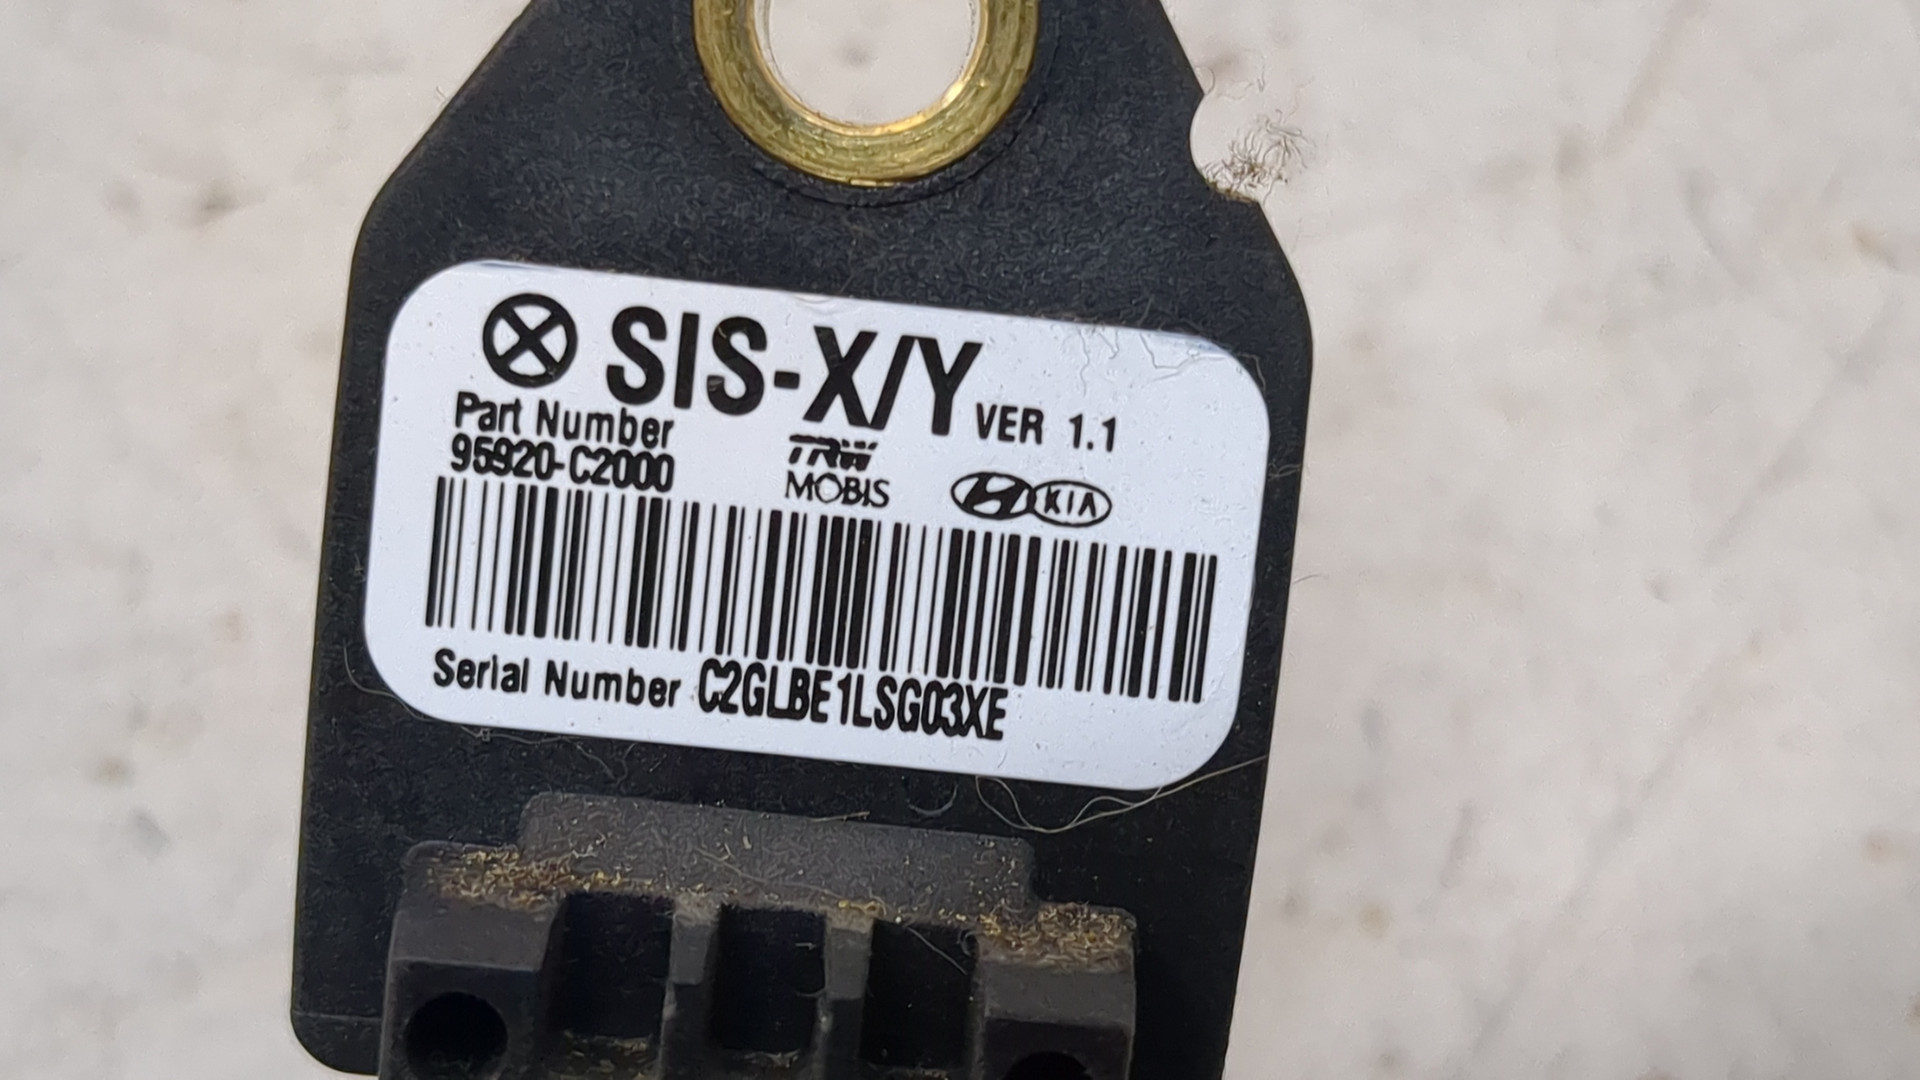 SIS-X/Y VER 1.1
Part Number
95920-C2000
TRW
MOBIS
KIA
Serial Number C2GLBE1LSG03XE